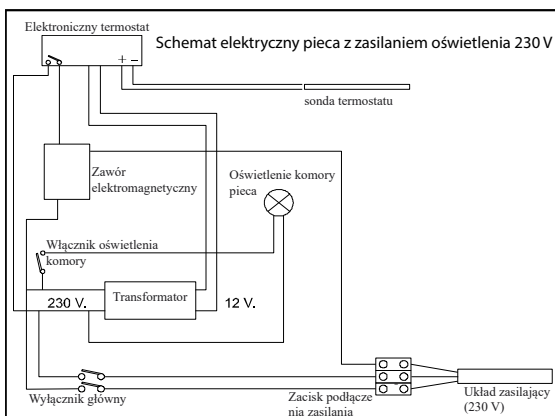 Elektroniczny termostat
Schemat elektryczny pieca z zasilaniem oświetlenia 230 V
+ −
sonda termostatu
Zawór
elektromagnetyczny
Oświetlenie komory
pieca
Włącznik oświetlenia
komory
230 V.
Transformator
12 V.
Wyłącznik główny
Zacisk podłącze
nia zasilania
Układ zasilający
(230 V)